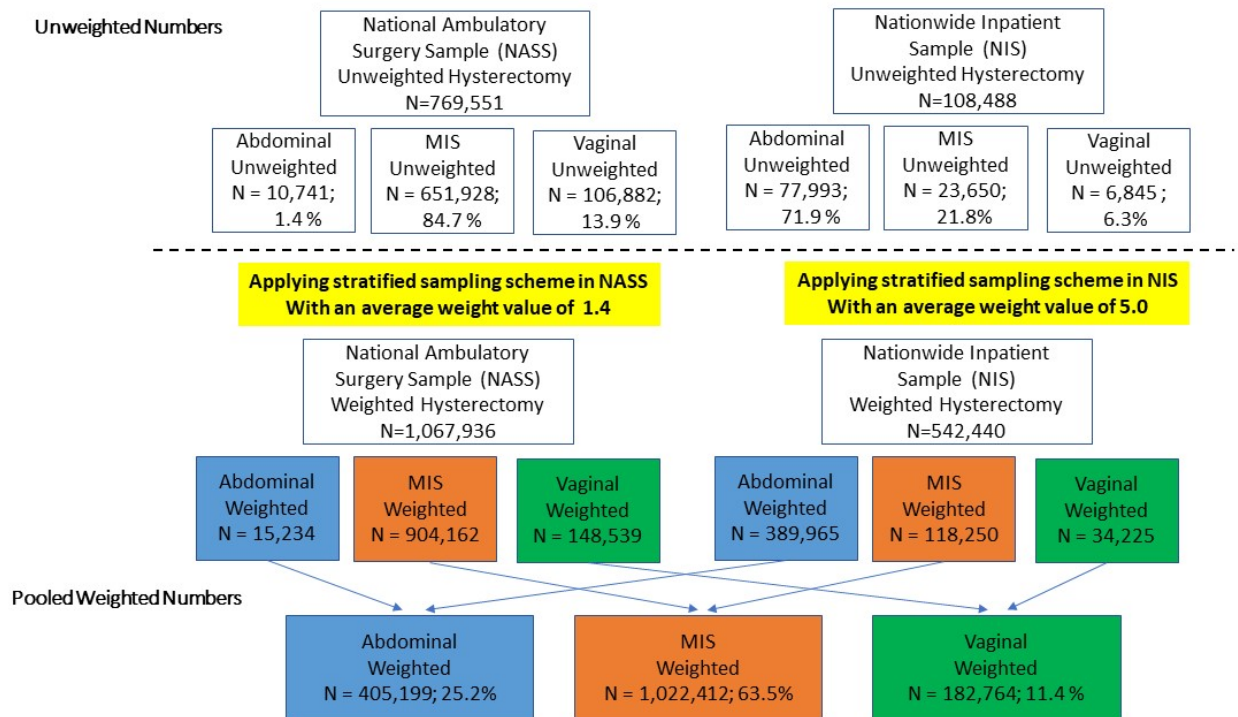 Unweighted Numbers
National Ambulatory
Surgery Sample (NASS)
Unweighted Hysterectomy
N=769,551
Nationwide Inpatient
Sample (NIS)
Unweighted Hysterectomy
N=108,488
Abdominal
Unweighted
N = 10,741;
1.4 %
MIS
Unweighted
N = 651,928;
84.7 %
Vaginal
Unweighted
N = 106,882;
13.9 %
Abdominal
Unweighted
N = 77,993;
71.9 %
MIS
Unweighted
N = 23,650;
21.8%
Vaginal
Unweighted
N = 6,845 ;
6.3%
Applying stratified sampling scheme in NASS
With an average weight value of 1.4
Applying stratified sampling scheme in NIS
With an average weight value of 5.0
National Ambulatory
Surgery Sample (NASS)
Weighted Hysterectomy
N=1,067,936
Nationwide Inpatient
Sample (NIS)
Weighted Hysterectomy
N=542,440
Abdominal
Weighted
N = 15,234
MIS
Weighted
N = 904,162
Vaginal
Weighted
N = 148,539
Abdominal
Weighted
N = 389,965
MIS
Weighted
N = 118,250
Vaginal
Weighted
N = 34,225
Pooled Weighted Numbers
Abdominal
Weighted
N = 405,199; 25.2%
MIS
Weighted
N = 1,022,412; 63.5%
Vaginal
Weighted
N = 182,764; 11.4 %